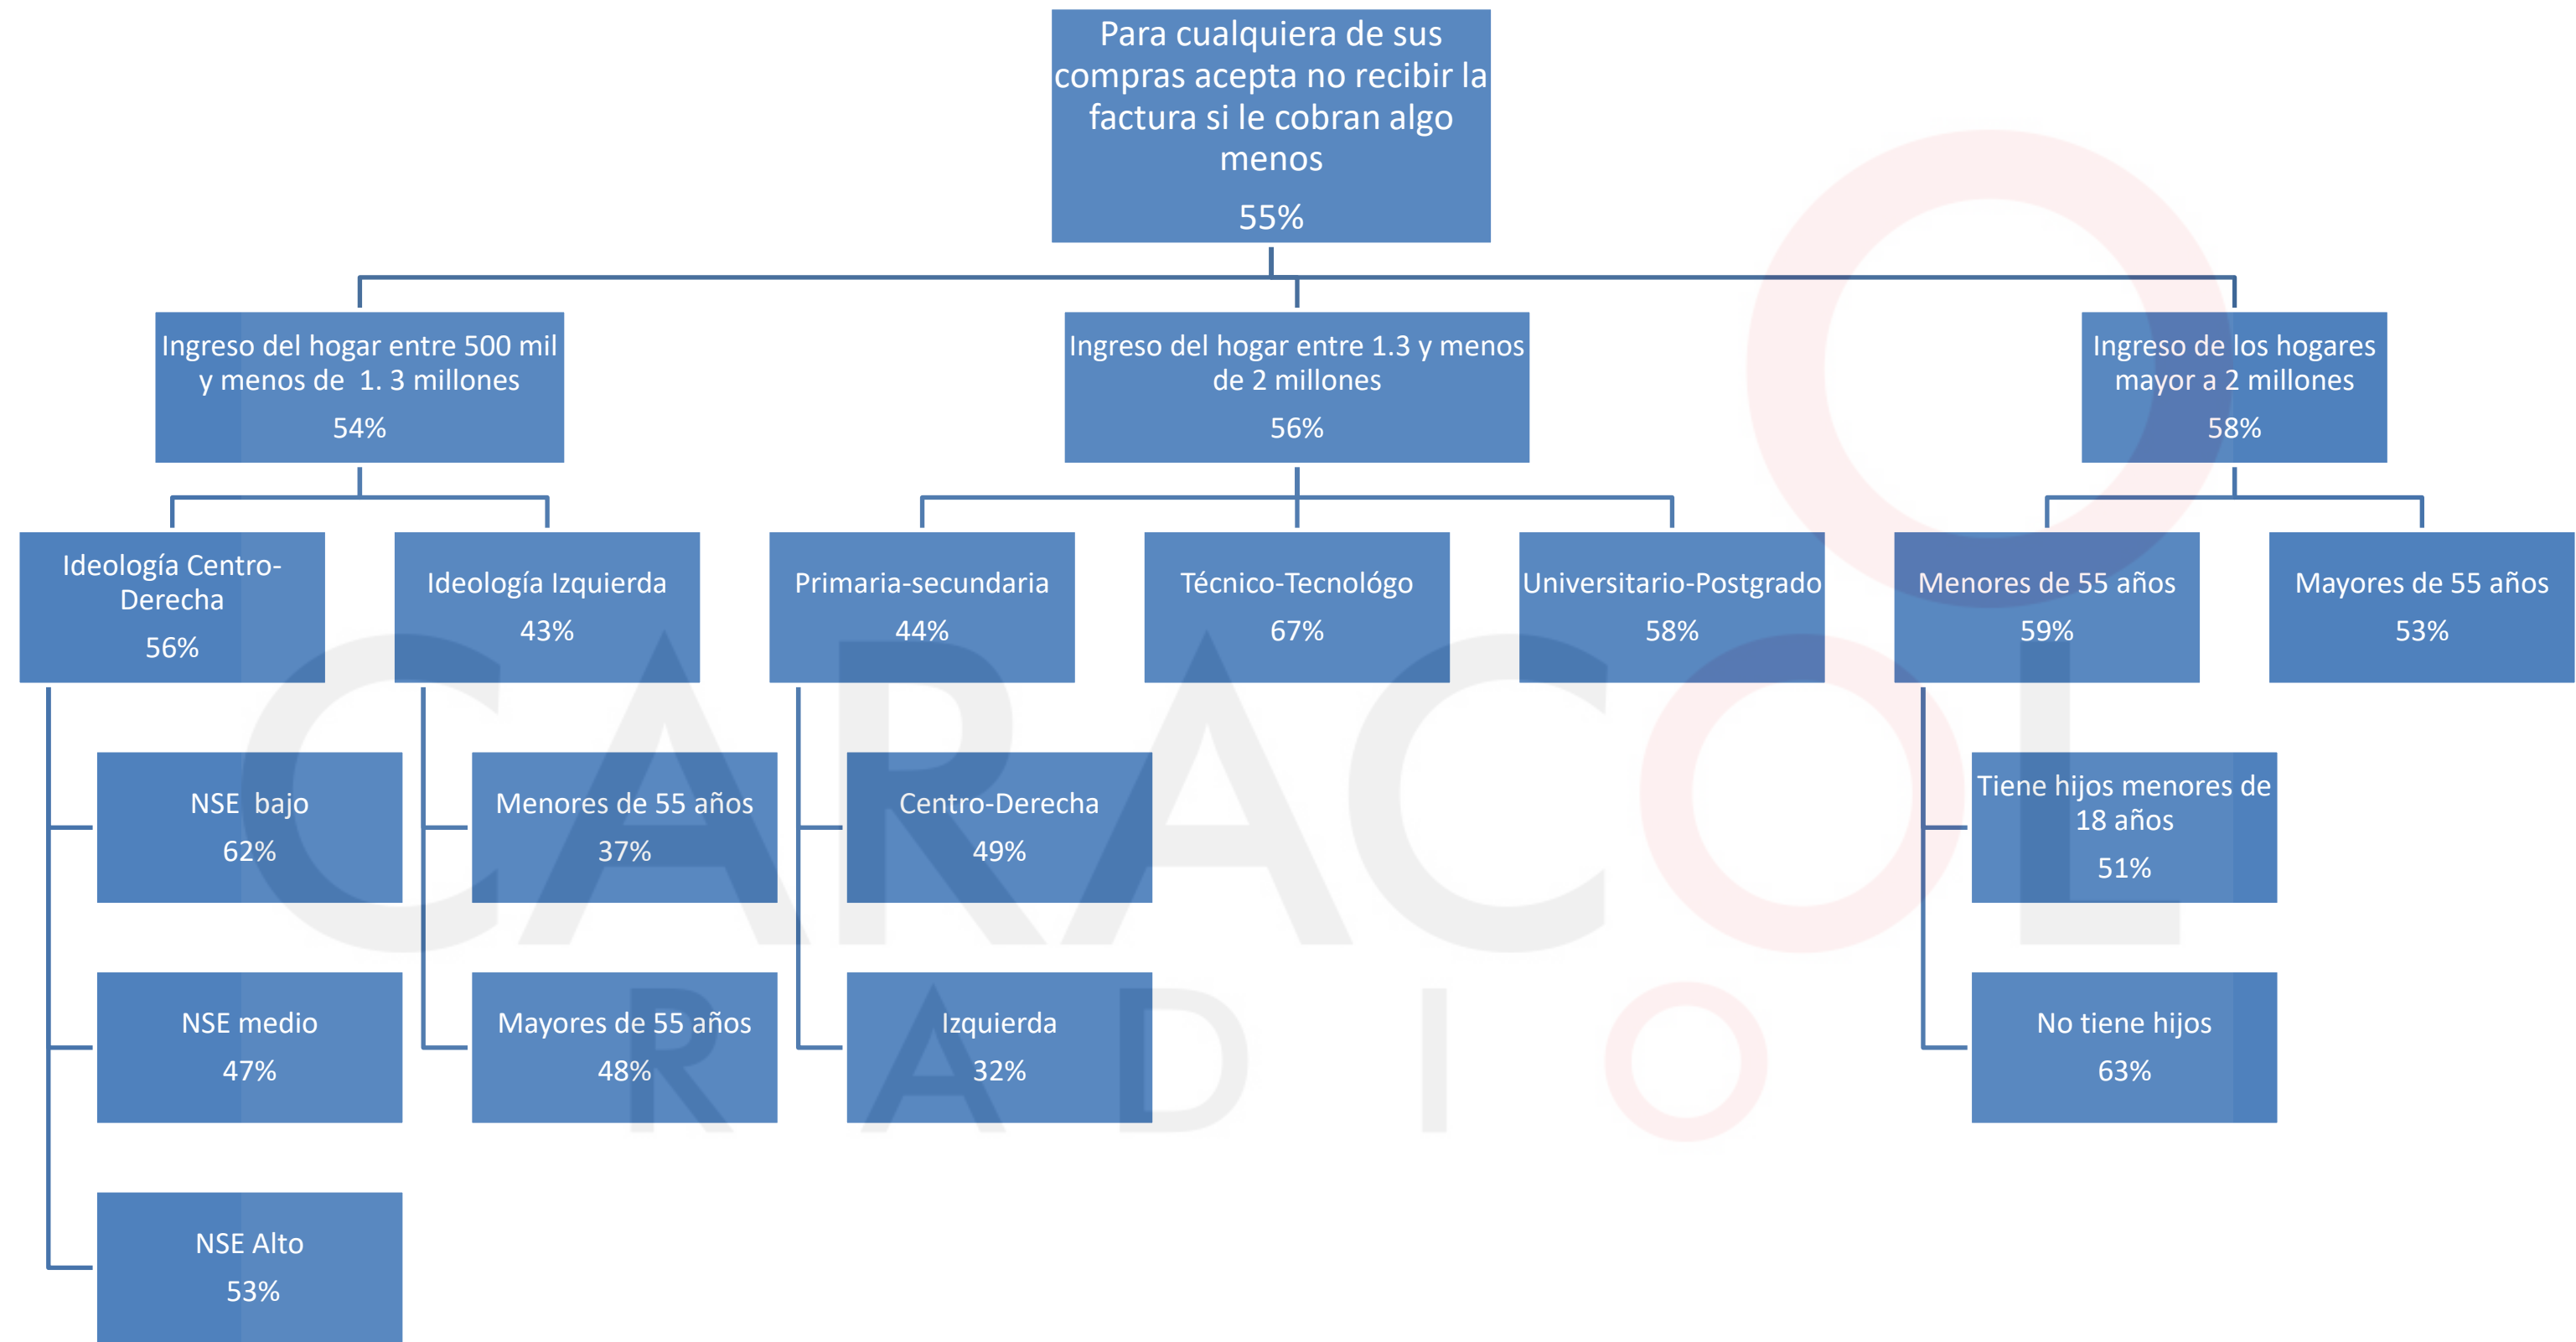 Para cualquiera de sus
compras acepta no recibir la
factura si le cobran algo
menos
55%
Ingreso del hogar entre 500 mil
y menos de 1. 3 millones
54%
Ingreso del hogar entre 1.3 y menos
de 2 millones
56%
Ingreso de los hogares
mayor a 2 millones
58%
Ideología Centro-
Derecha
56%
Ideología Izquierda
43%
Primaria-secundaria
44%
Técnico-Tecnológo
67%
Universitario-Postgrado
58%
Menores de 55 años
59%
Mayores de 55 años
53%
NSE bajo
62%
Menores de 55 años
37%
Centro-Derecha
49%
Tiene hijos menores de
18 años
51%
NSE medio
47%
Mayores de 55 años
48%
Izquierda
32%
No tiene hijos
63%
NSE Alto
53%
CARACOL
RADIO